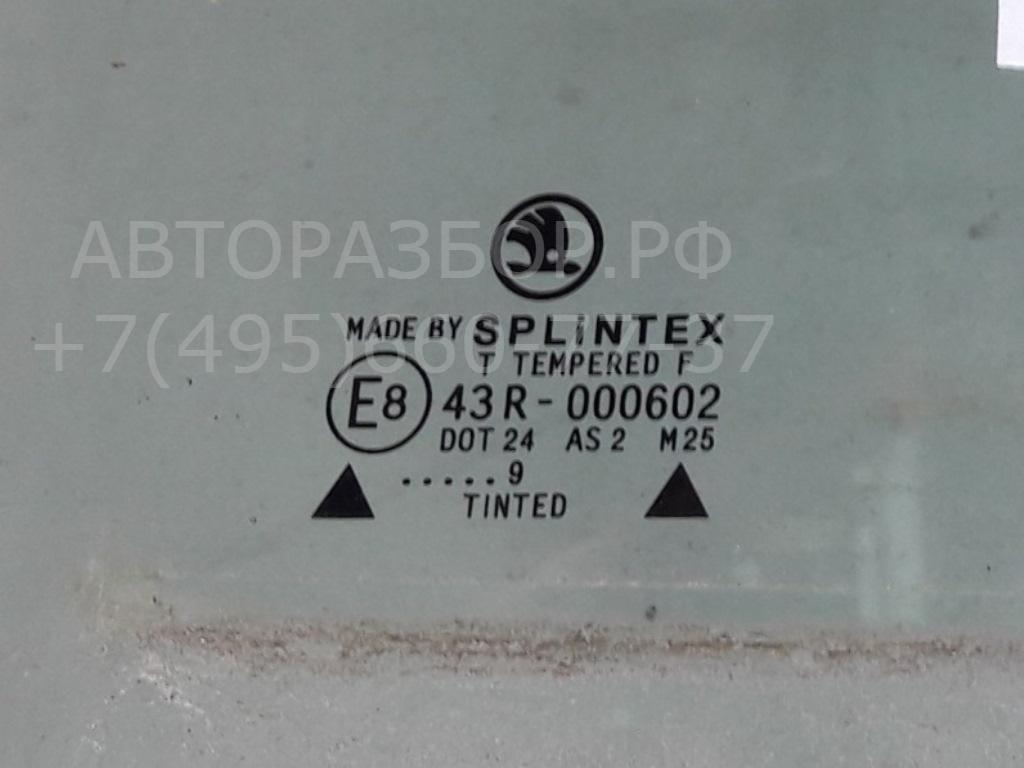 АВТОРАЗБОР.РФ
MADE BY SPLiNTEX
T TEMPERED F
E8 43R-000602
DOT 24 AS 2 M25
.....9
TINTED